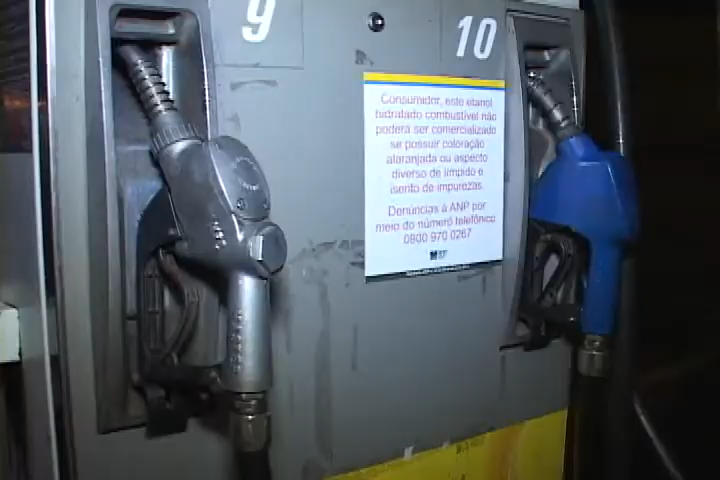 9
10
Consumidor, este etanol
hidratado combustível não
poderá ser comercializado
se possuir coloração
alaranjada ou aspecto
diverso de límpido e
isento de impurezas.
Denúncias à ANP por
meio do número telefônico
0800 970 0267